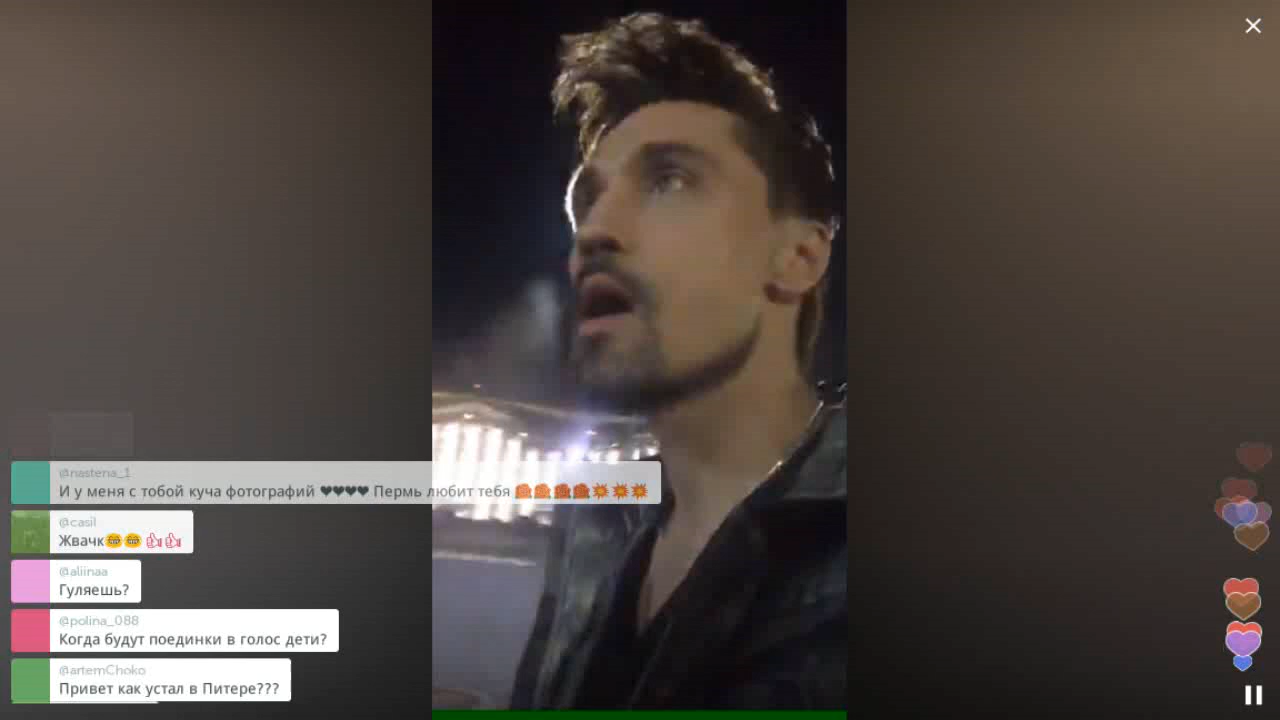 @nastena_1
И у меня с тобой куча фотографий ❤❤❤❤ Пермь любит тебя 🙈🙈🙈🙈💥💥💥
@casil
Жвачк😁😁👍👍
@aliinaa
Гуляешь?
@polina_088
Когда будут поединки в голос дети?
@artemChoko
Привет как устал в Питере???